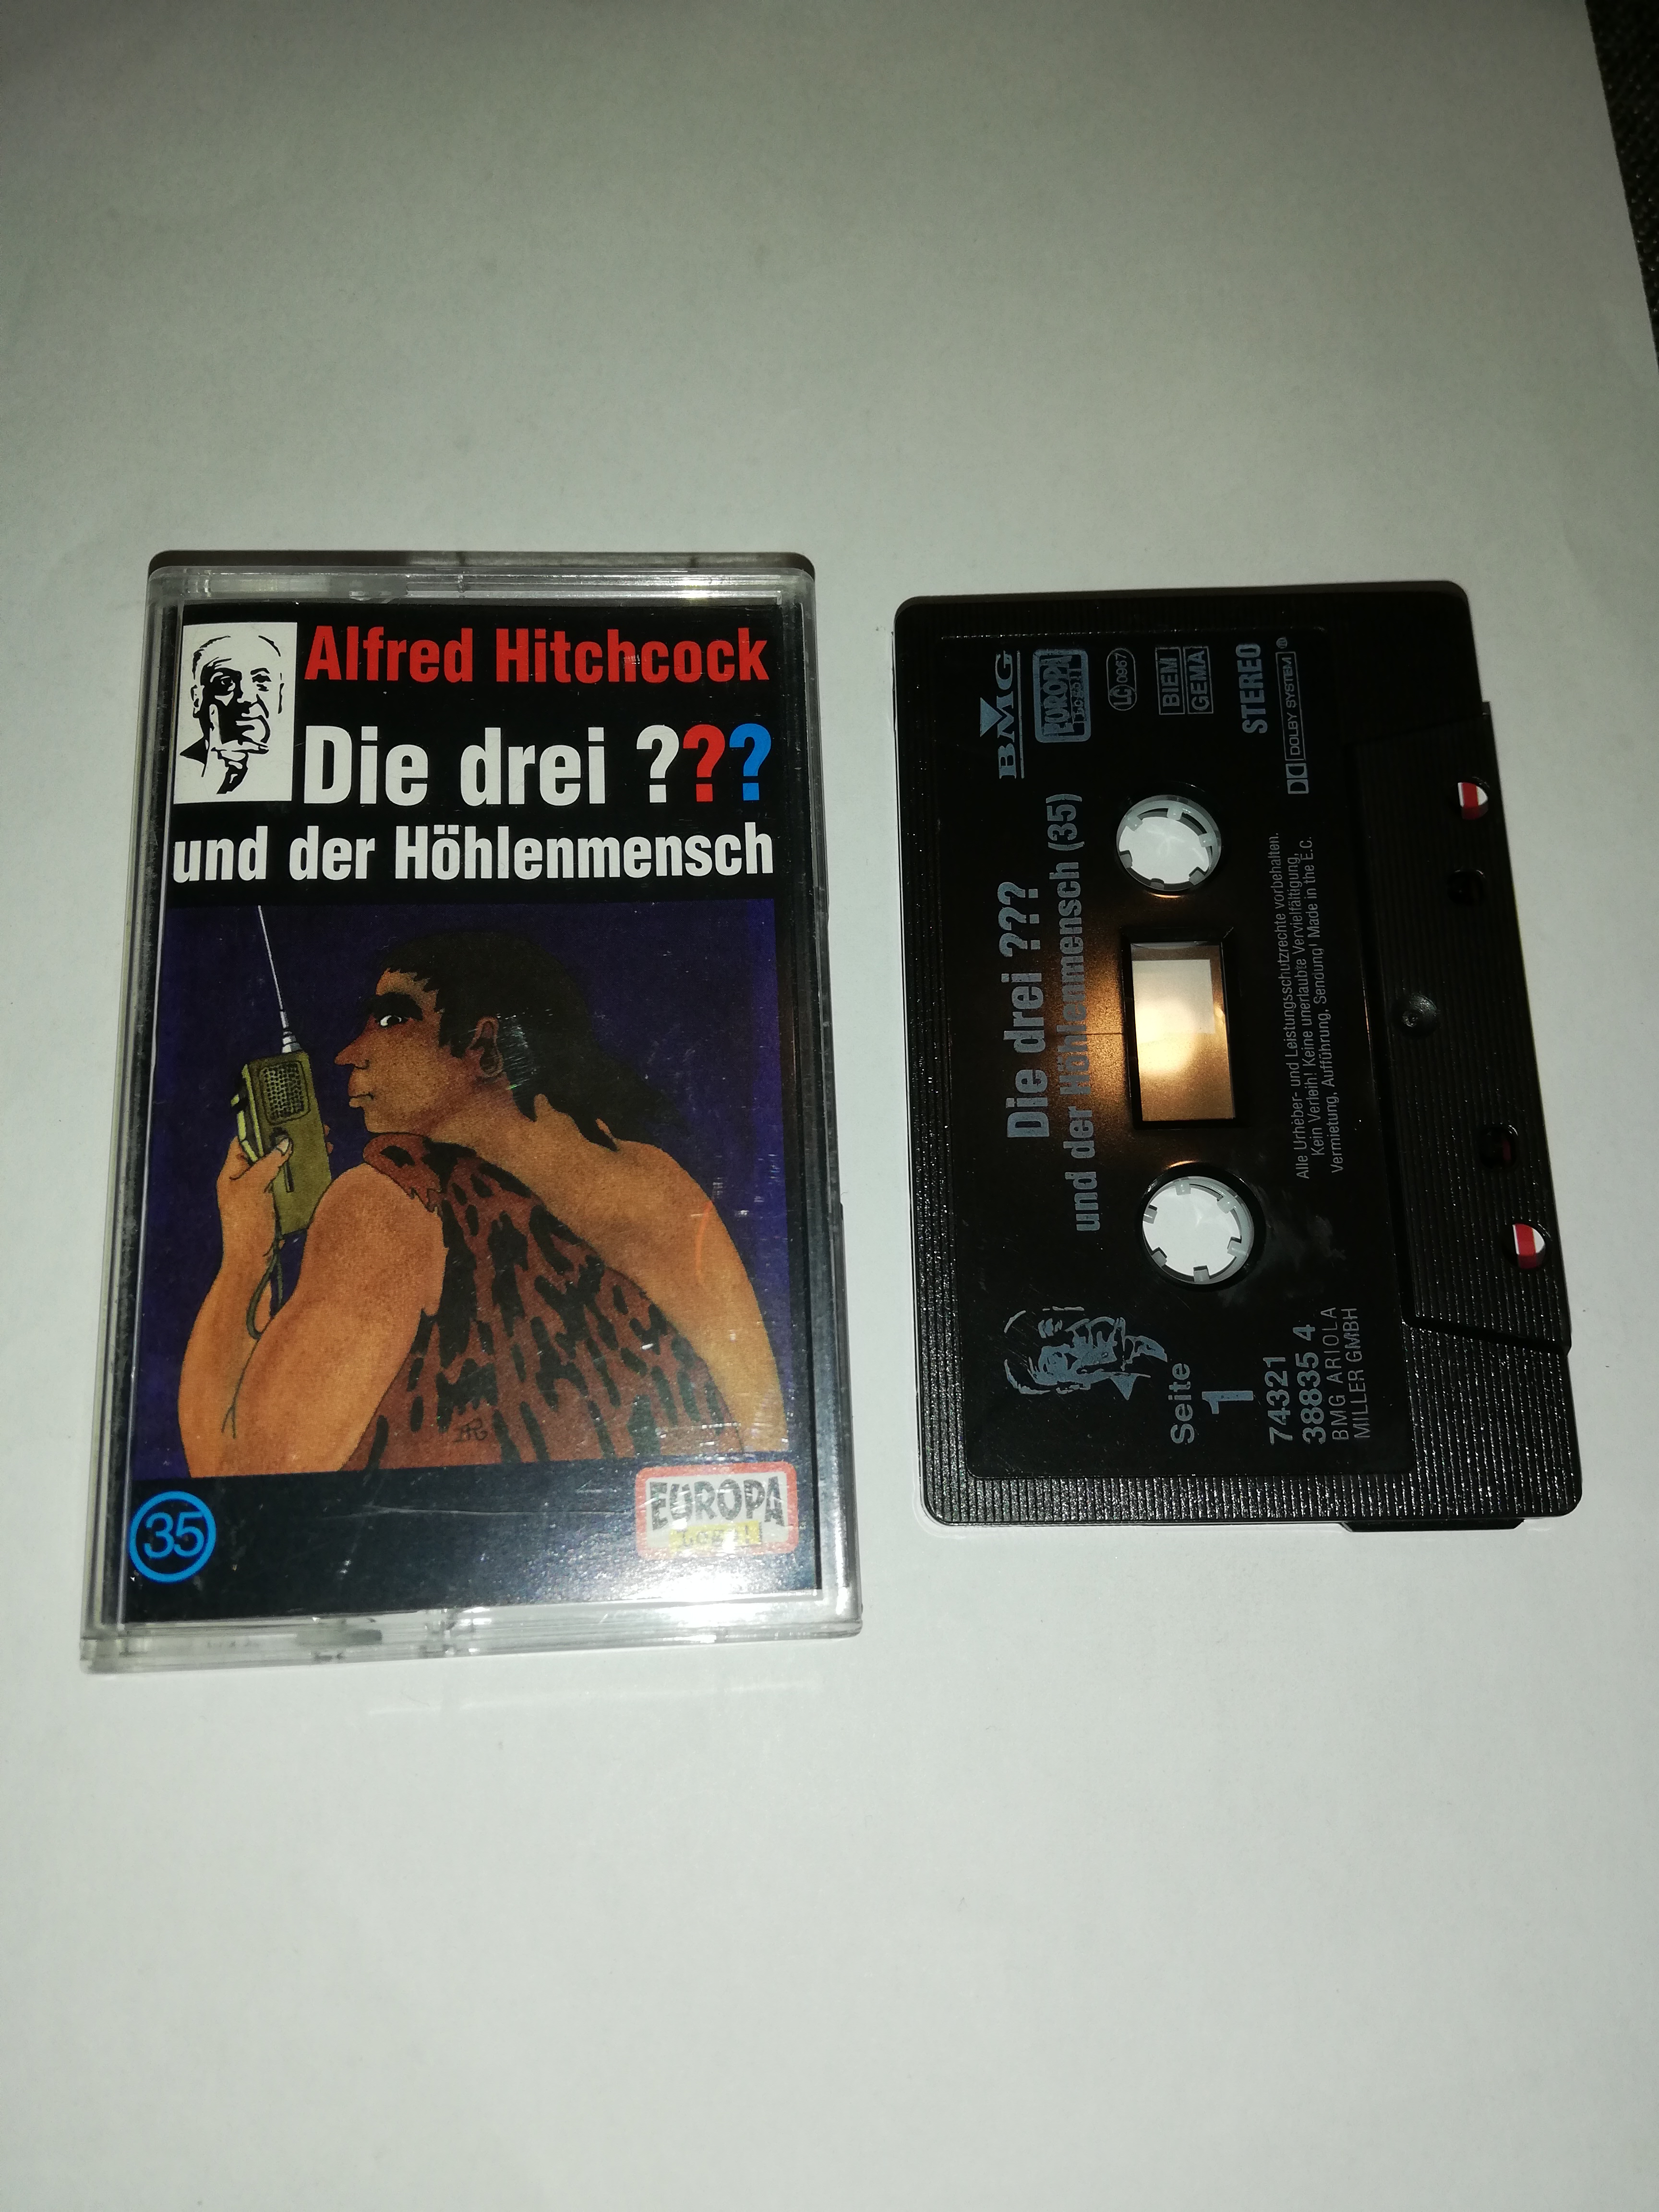 Alfred Hitchcock
Die drei ???
und der Höhlenmensch
35
EUROPA
BMG
EUROPA
LC 0967
BIEM
GEMA
STEREO
DOLBY SYSTEM ®
Die drei ???
und der Höhlenmensch (35)
Alle Urheber- und Leistungsschutzrechte vorbehalten.
Kein Verleih! Keine unerlaubte Vervielfältigung,
Vermietung, Aufführung, Sendung! Made in the E.C.
Seite
1
74321
38835 4
BMG ARIOLA
MILLER GMBH